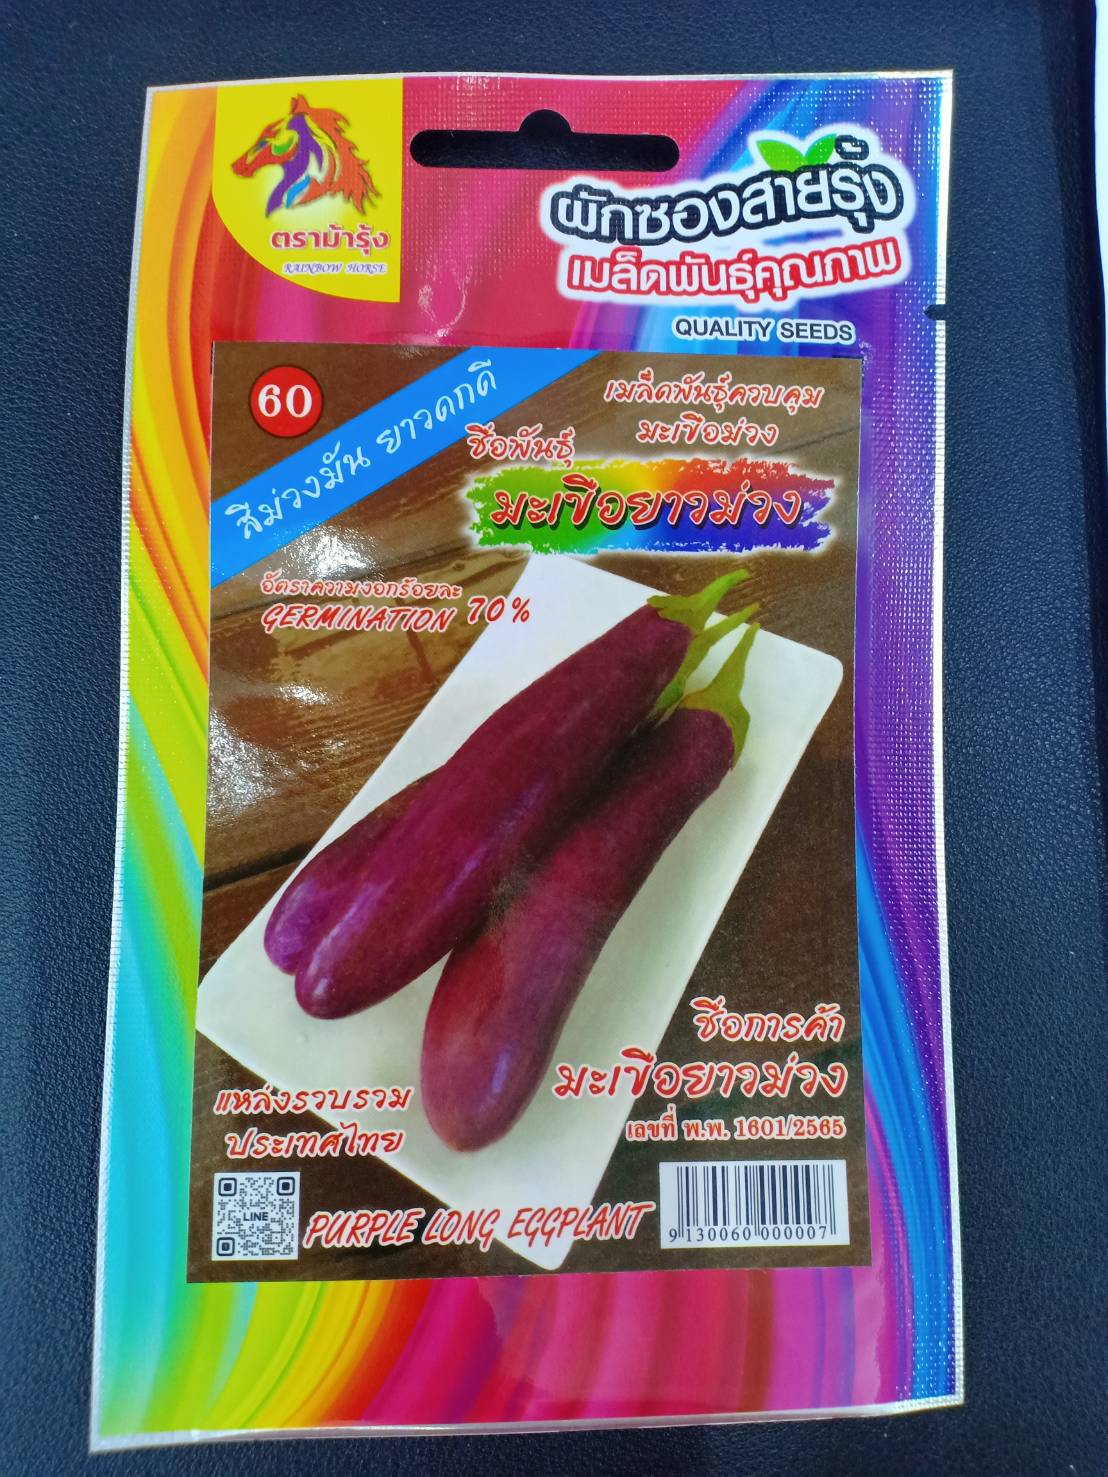 ตราม้ารุ้ง
RAINBOW HORSE
ผักซองสายรุ้ง
เมล็ดพันธุ์คุณภาพ
QUALITY SEEDS
60
สีม่วงมัน ยาวดกดี
เมล็ดพันธุ์ควบคุม
มะเขือม่วง
ชื่อพันธุ์
มะเขือยาวม่วง
อัตราความงอกร้อยละ
GERMINATION 70%
ชื่อการค้า
มะเขือยาวม่วง
เลขที่ พ.พ. 1601/2565
แหล่งรวบรวม
ประเทศไทย
LINE
PURPLE LONG EGGPLANT
9 130060 000007